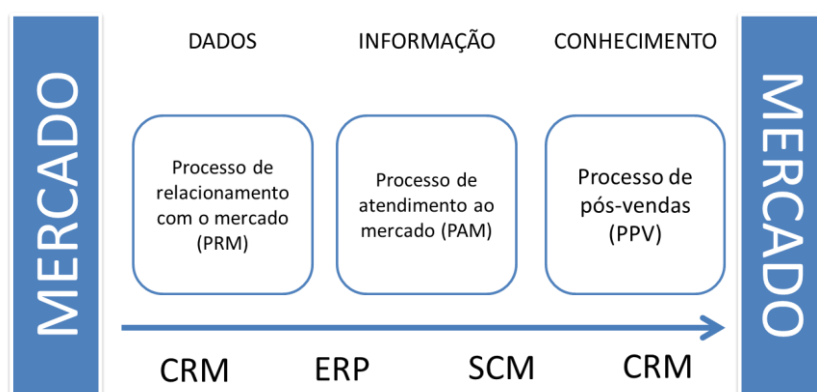 MERCADO
DADOS
INFORMAÇÃO
CONHECIMENTO
Processo de
relacionamento
com o mercado
(PRM)
Processo de
atendimento ao
mercado (PAM)
Processo de
pós-vendas
(PPV)
CRM
ERP
SCM
CRM
MERCADO